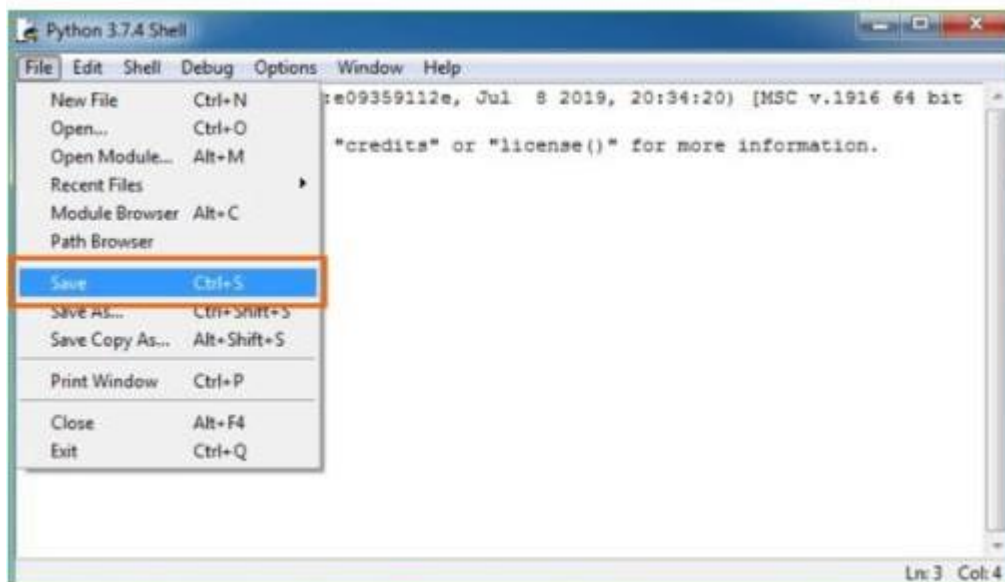 Python 3.7.4 Shell
File Edit Shell Debug Options Window Help
New File Ctrl+N
:e09359112e, Jul 8 2019, 20:34:20) [MSC v.1916 64 bit
Open... Ctrl+O
Open Module... Alt+M
"credits" or "license()" for more information.
Recent Files
Module Browser Alt+C
Path Browser
Save Ctrl+S
Save As... Ctrl+Shift+S
Save Copy As... Alt+Shift+S
Print Window Ctrl+P
Close Alt+F4
Exit Ctrl+Q
Ln: 3 Col: 4